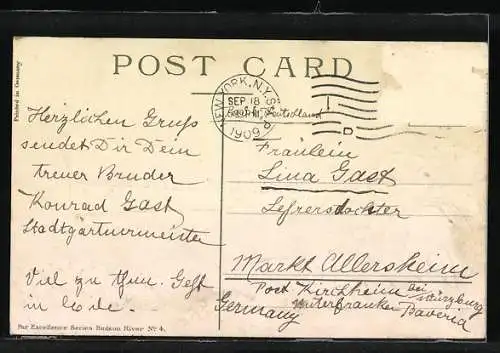 POST CARD
Printed in Germany
NEW YORK, N.Y.
SEP 18
1909
Deutschland
Herzlichen Gruß
sendet Dir Dein
treuer Bruder
Konrad Gast
Stadtgärtnermeister
Viel zu thun. Geht
in
Fräulein
Lina Gast
Lehrerstochter
Markt Allersheim
Post Kirchheim bei Würzburg
Unterfranken Bavaria
Germany
Par Excellence Series Hudson River No 4.